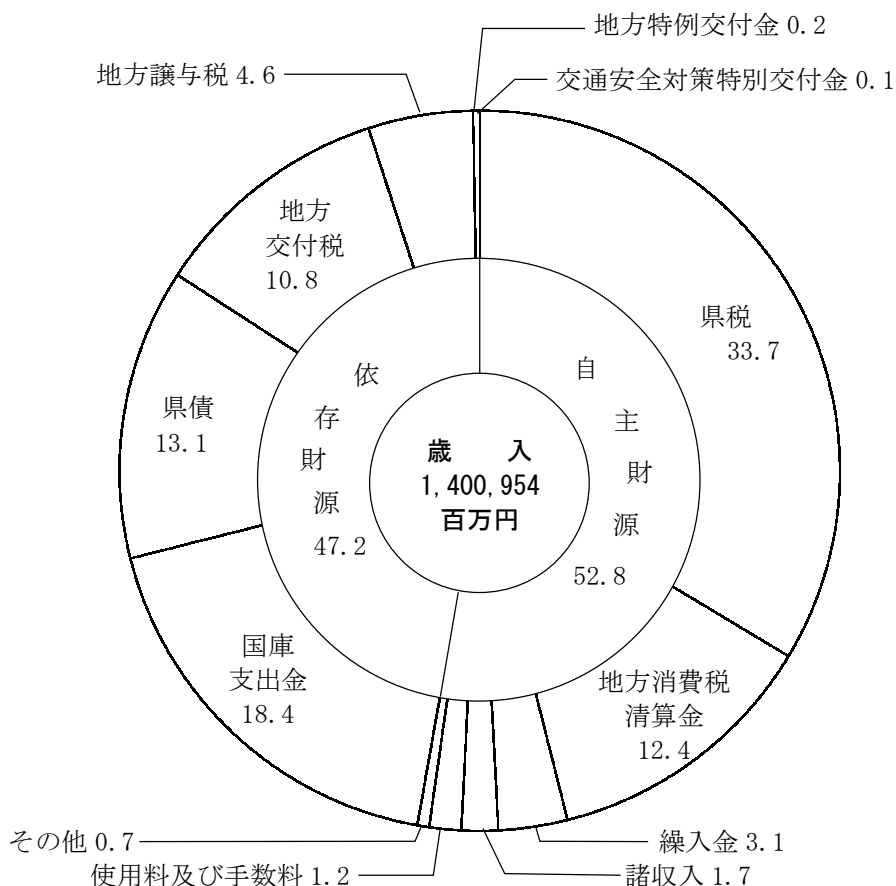 地方特例交付金 0.2
交通安全対策特別交付金 0.1
地方譲与税 4.6
地方
交付税
10.8
県税
33.7
県債
13.1
依存財源
47.2
歳　入
1,400,954
百万円
自主財源
52.8
国庫
支出金
18.4
地方消費税
清算金
12.4
その他 0.7
使用料及び手数料 1.2
諸収入 1.7
繰入金 3.1